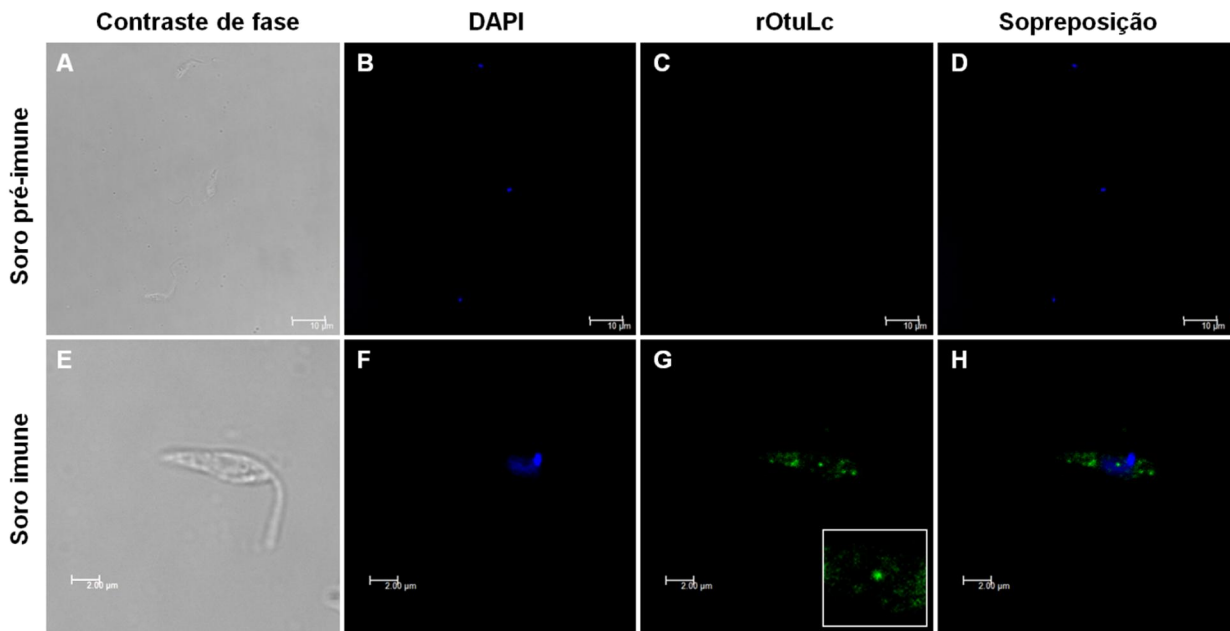 Contraste de fase
DAPI
rOtuLc
Sopreposição
Soro pré-imune
A
B
C
D
10 µm
10 µm
10 µm
10 µm
Soro imune
E
F
G
H
2.00 µm
2.00 µm
2.00 µm
2.00 µm